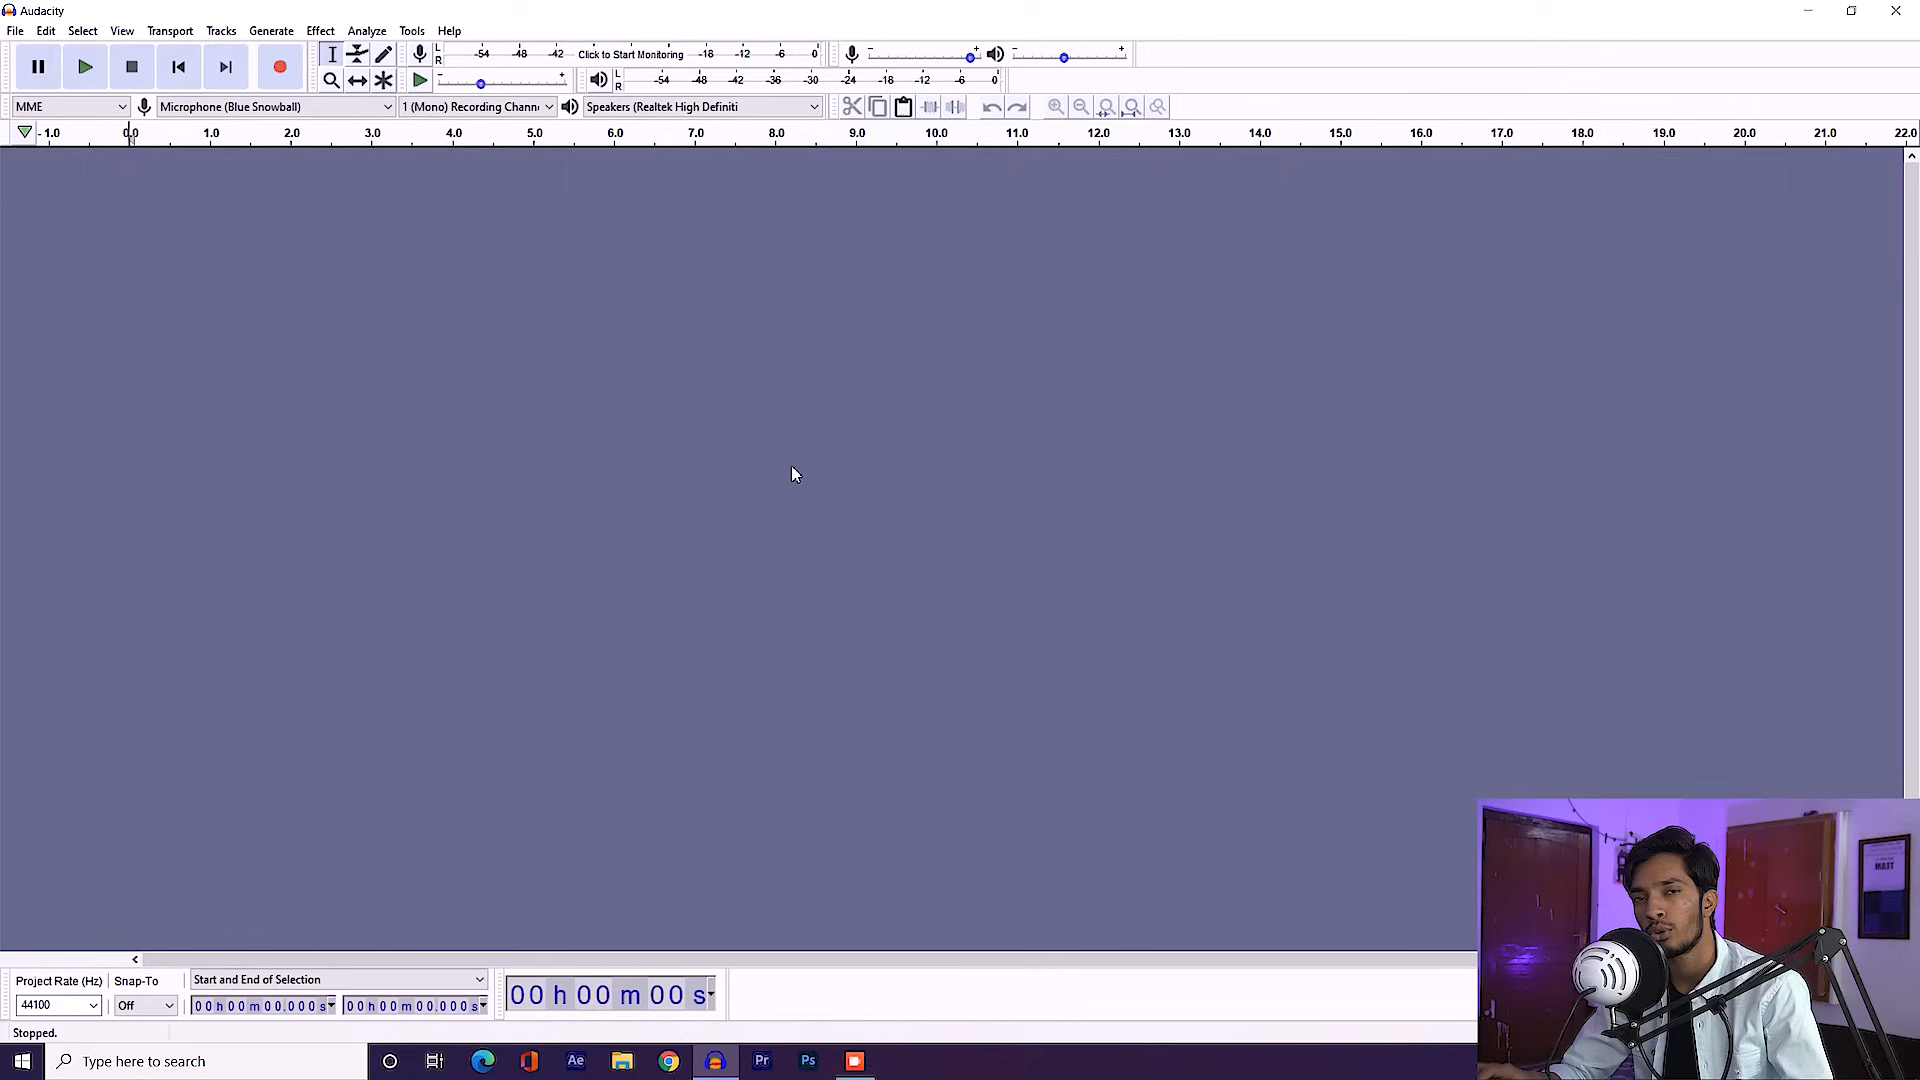 Audacity
File Edit Select View Transport Tracks Generate Effect Analyze Tools Help
L R -54 -48 -42 Click to Start Monitoring -18 -12 -6 0
L R -54 -48 -42 -36 -30 -24 -18 -12 -6 0
MME Microphone (Blue Snowball) 1 (Mono) Recording Chann Speakers (Realtek High Definiti
-1.0 0.0 1.0 2.0 3.0 4.0 5.0 6.0 7.0 8.0 9.0 10.0 11.0 12.0 13.0 14.0 15.0 16.0 17.0 18.0 19.0 20.0 21.0 22.0
Project Rate (Hz) Snap-To Start and End of Selection
44100 Off 00 h 00 m 00.000 s 00 h 00 m 00.000 s 00 h 00 m 00 s
Stopped.
Type here to search Ae Pr Ps